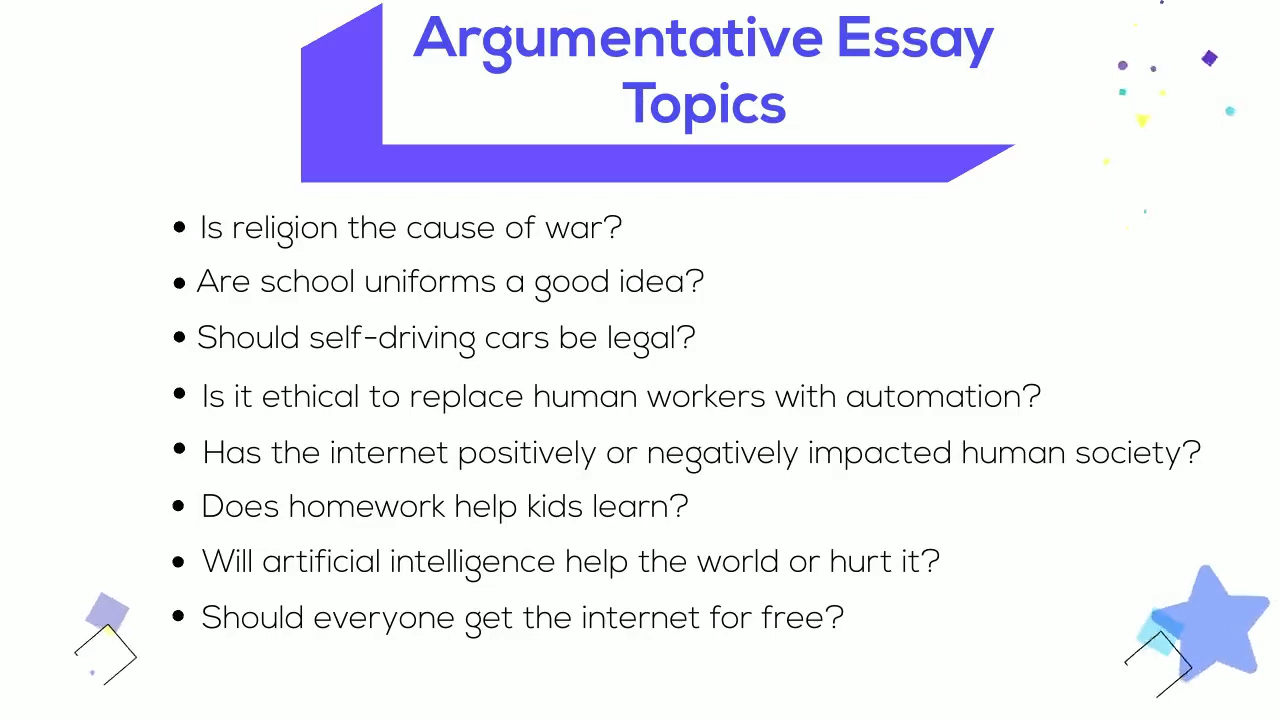 Argumentative Essay
Topics
• Is religion the cause of war?
• Are school uniforms a good idea?
• Should self-driving cars be legal?
• Is it ethical to replace human workers with automation?
• Has the internet positively or negatively impacted human society?
• Does homework help kids learn?
• Will artificial intelligence help the world or hurt it?
• Should everyone get the internet for free?